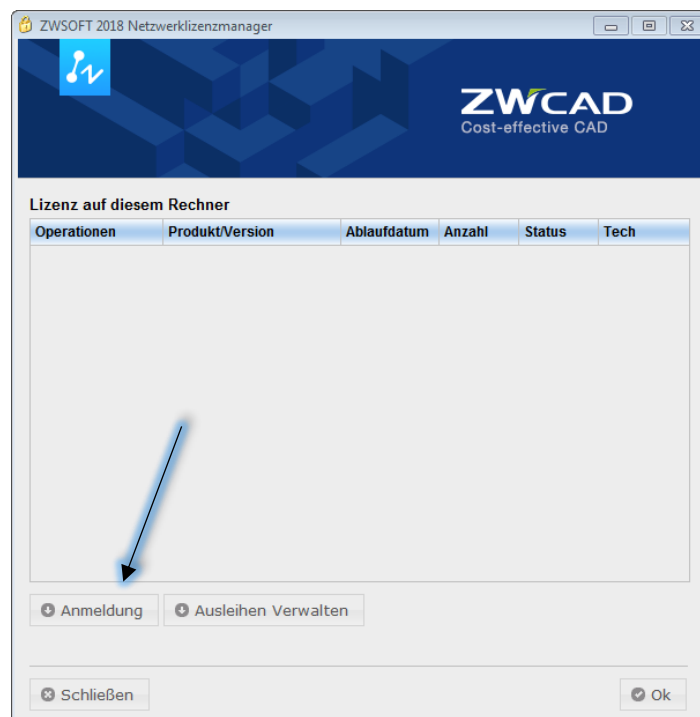 ZWSOFT 2018 Netzwerklizenzmanager
ZWCAD
Cost-effective CAD
Lizenz auf diesem Rechner
Operationen Produkt/Version Ablaufdatum Anzahl Status Tech
Anmeldung Ausleihen Verwalten
Schließen Ok